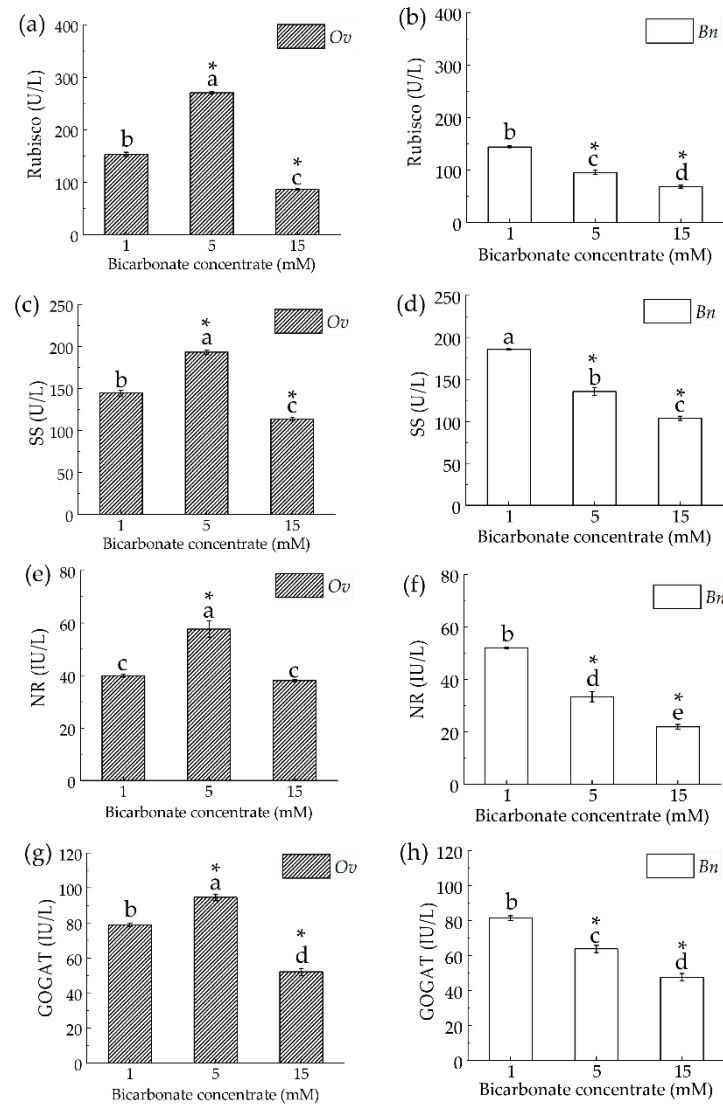 (a)
Ov
Rubisco (U/L)
400
300
200
100
0
b
*
a
*
c
1 5 15
Bicarbonate concentrate (mM)
(b)
Bn
Rubisco (U/L)
400
300
200
100
0
b
*
c
*
d
1 5 15
Bicarbonate concentrate (mM)
(c)
Ov
SS (U/L)
250
200
150
100
50
0
b
*
a
*
c
1 5 15
Bicarbonate concentrate (mM)
(d)
Bn
SS (U/L)
250
200
150
100
50
0
a
*
b
*
c
1 5 15
Bicarbonate concentrate (mM)
(e)
Ov
NR (IU/L)
80
60
40
20
0
c
*
a
c
1 5 15
Bicarbonate concentrate (mM)
(f)
Bn
NR (IU/L)
80
60
40
20
0
b
*
d
*
e
1 5 15
Bicarbonate concentrate (mM)
(g)
Ov
GOGAT (IU/L)
120
100
80
60
40
20
0
b
*
a
*
d
1 5 15
Bicarbonate concentrate (mM)
(h)
Bn
GOGAT (IU/L)
120
100
80
60
40
20
0
b
*
c
*
d
1 5 15
Bicarbonate concentrate (mM)